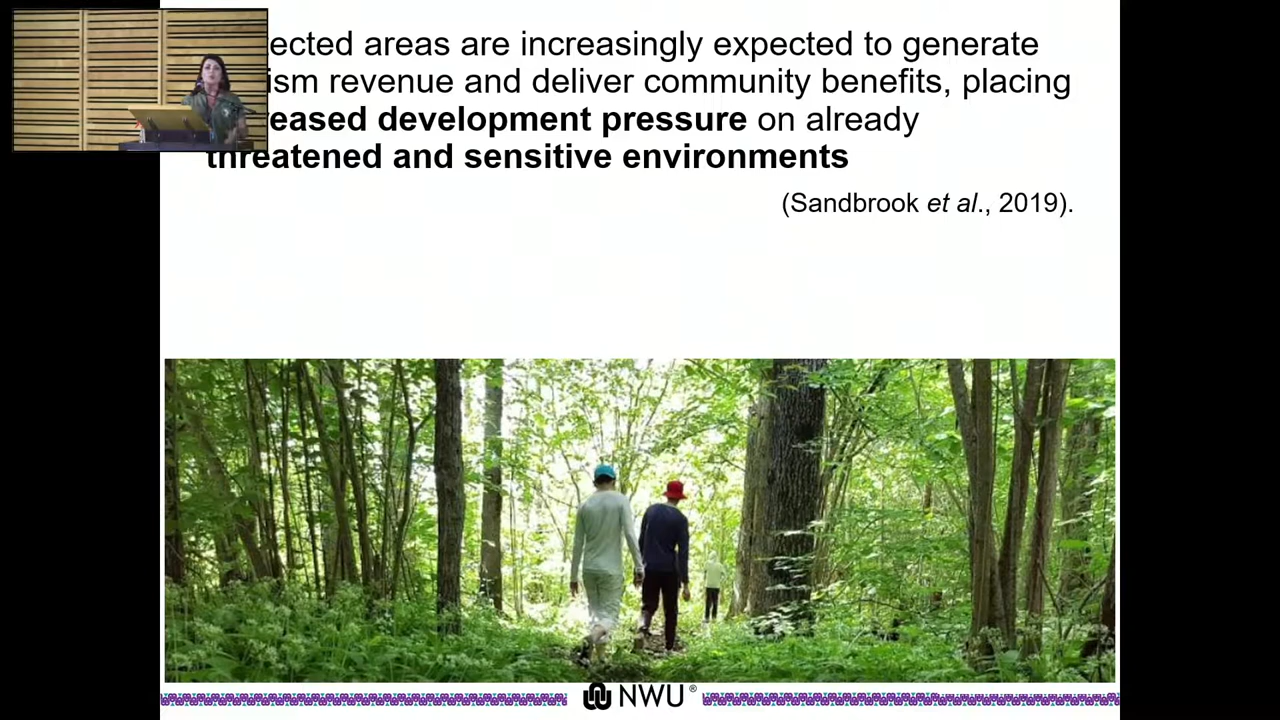 ected areas are increasingly expected to generate
ism revenue and deliver community benefits, placing
eased development pressure on already
threatened and sensitive environments
(Sandbrook et al., 2019).
NWU®